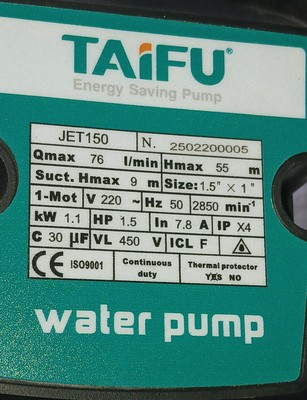 TAiFU®
Energy Saving Pump
JET150 N. 2502200005
Qmax 76 l/min Hmax 55 m
Suct. Hmax 9 m Size: 1.5" × 1"
1-Mot V 220 ~ Hz 50 2850 min⁻¹
kW 1.1 HP 1.5 In 7.8 A IP X4
C 30 µF VL 450 V ICL F
CE ISO9001 Continuous duty Thermal protector
YES NO
water pump